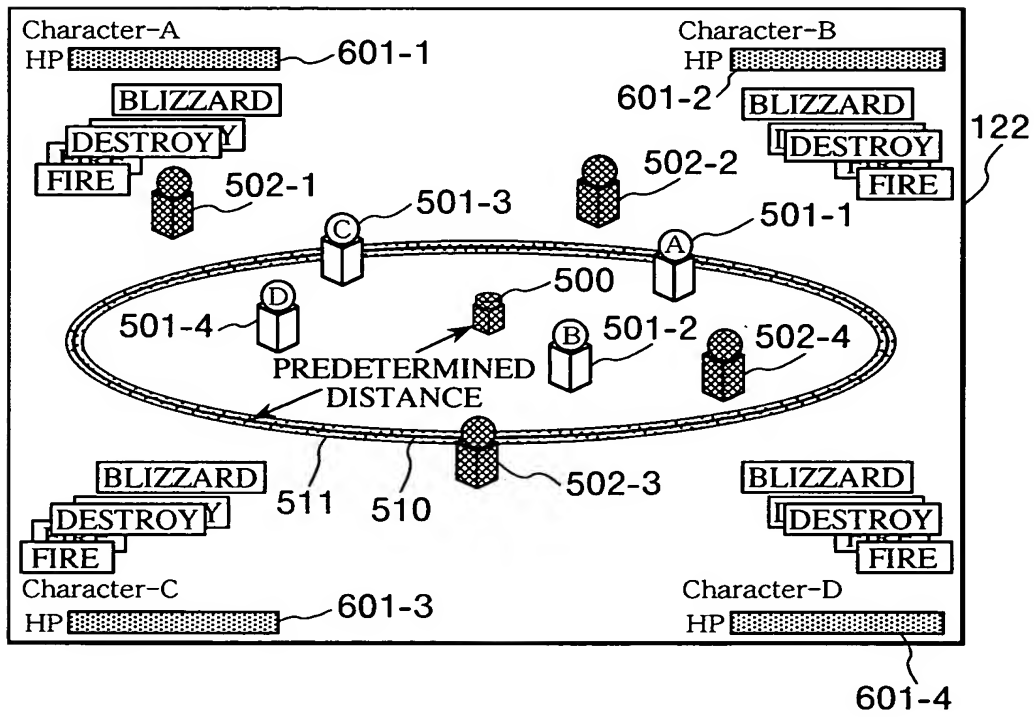 Character-A
HP
601-1
BLIZZARD
DESTROY
FIRE
Character-B
HP
601-2
BLIZZARD
DESTROY
FIRE
122
502-1
501-3
C
502-2
501-1
A
D
501-4
500
B
501-2
502-4
PREDETERMINED
DISTANCE
511
510
502-3
BLIZZARD
DESTROY
FIRE
Character-C
HP
601-3
BLIZZARD
DESTROY
FIRE
Character-D
HP
601-4